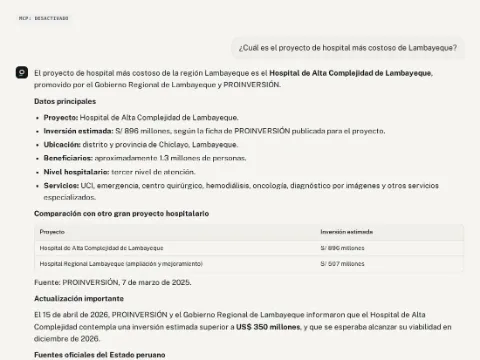 MCP: DESACTIVADO
¿Cuál es el proyecto de hospital más costoso de Lambayeque?
El proyecto de hospital más costoso de la región Lambayeque es el Hospital de Alta Complejidad de Lambayeque,
promovido por el Gobierno Regional de Lambayeque y PROINVERSIÓN.
Datos principales
• Proyecto: Hospital de Alta Complejidad de Lambayeque.
• Inversión estimada: S/ 896 millones, según la ficha de PROINVERSIÓN publicada para el proyecto.
• Ubicación: distrito y provincia de Chiclayo, Lambayeque.
• Beneficiarios: aproximadamente 1.3 millones de personas.
• Nivel hospitalario: tercer nivel de atención.
• Servicios: UCI, emergencia, centro quirúrgico, hemodiálisis, oncología, diagnóstico por imágenes y otros servicios
especializados.
Comparación con otro gran proyecto hospitalario
Proyecto Inversión estimada
Hospital de Alta Complejidad de Lambayeque S/ 896 millones
Hospital Regional Lambayeque (ampliación y mejoramiento) S/ 507 millones
Fuente: PROINVERSIÓN, 7 de marzo de 2025.
Actualización importante
El 15 de abril de 2026, PROINVERSIÓN y el Gobierno Regional de Lambayeque informaron que el Hospital de Alta
Complejidad contempla una inversión estimada superior a US$ 350 millones, y que se esperaba alcanzar su viabilidad en
diciembre de 2026.
Fuentes oficiales del Estado peruano